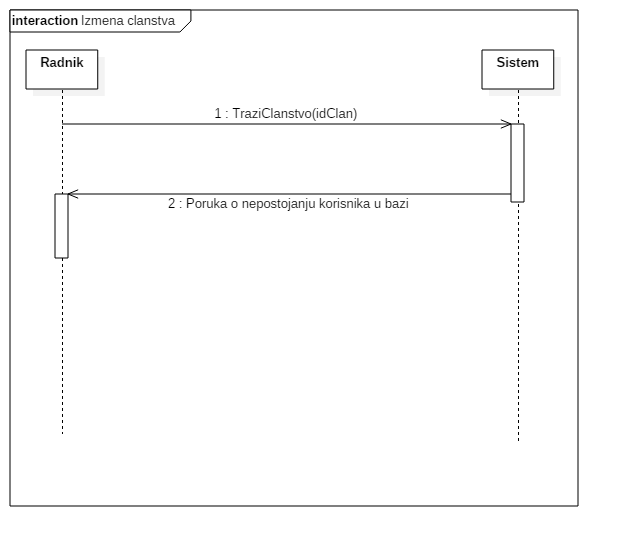 interaction Izmena clanstva
Radnik
Sistem
1 : TraziClanstvo(idClan)
2 : Poruka o nepostojanju korisnika u bazi